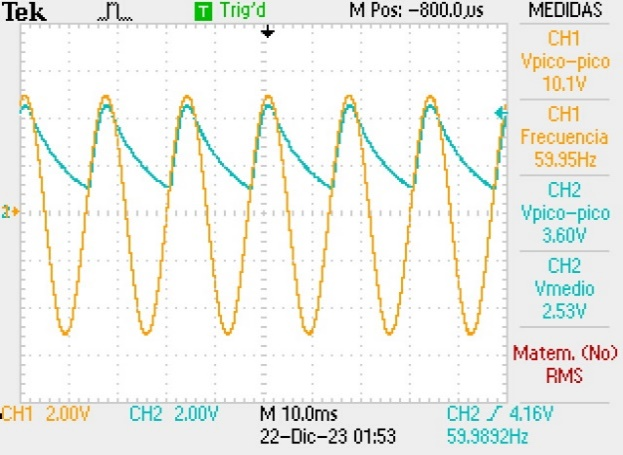 Tek T Trig'd M Pos: -800.0µs MEDIDAS
CH1
Vpico-pico
10.1V
CH1
Frecuencia
59.95Hz
CH2
Vpico-pico
3.60V
CH2
Vmedio
2.53V
Matem. (No)
RMS
2
CH1 2.00V CH2 2.00V M 10.0ms CH2 / 4.16V
22-Dic-23 01:53 59.9892Hz